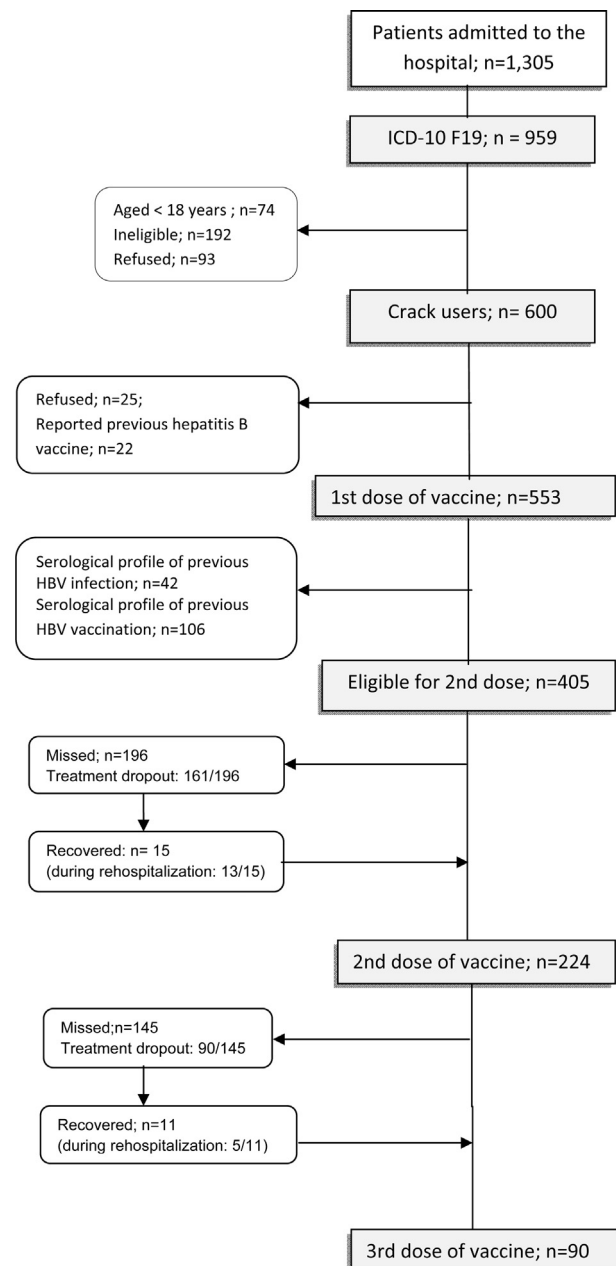 Patients admitted to the
hospital; n=1,305
ICD-10 F19; n = 959
Aged < 18 years ; n=74
Ineligible; n=192
Refused; n=93
Crack users; n= 600
Refused; n=25;
Reported previous hepatitis B
vaccine; n=22
1st dose of vaccine; n=553
Serological profile of previous
HBV infection; n=42
Serological profile of previous
HBV vaccination; n=106
Eligible for 2nd dose; n=405
Missed; n=196
Treatment dropout: 161/196
Recovered: n= 15
(during rehospitalization: 13/15)
2nd dose of vaccine; n=224
Missed;n=145
Treatment dropout: 90/145
Recovered; n=11
(during rehospitalization: 5/11)
3rd dose of vaccine; n=90